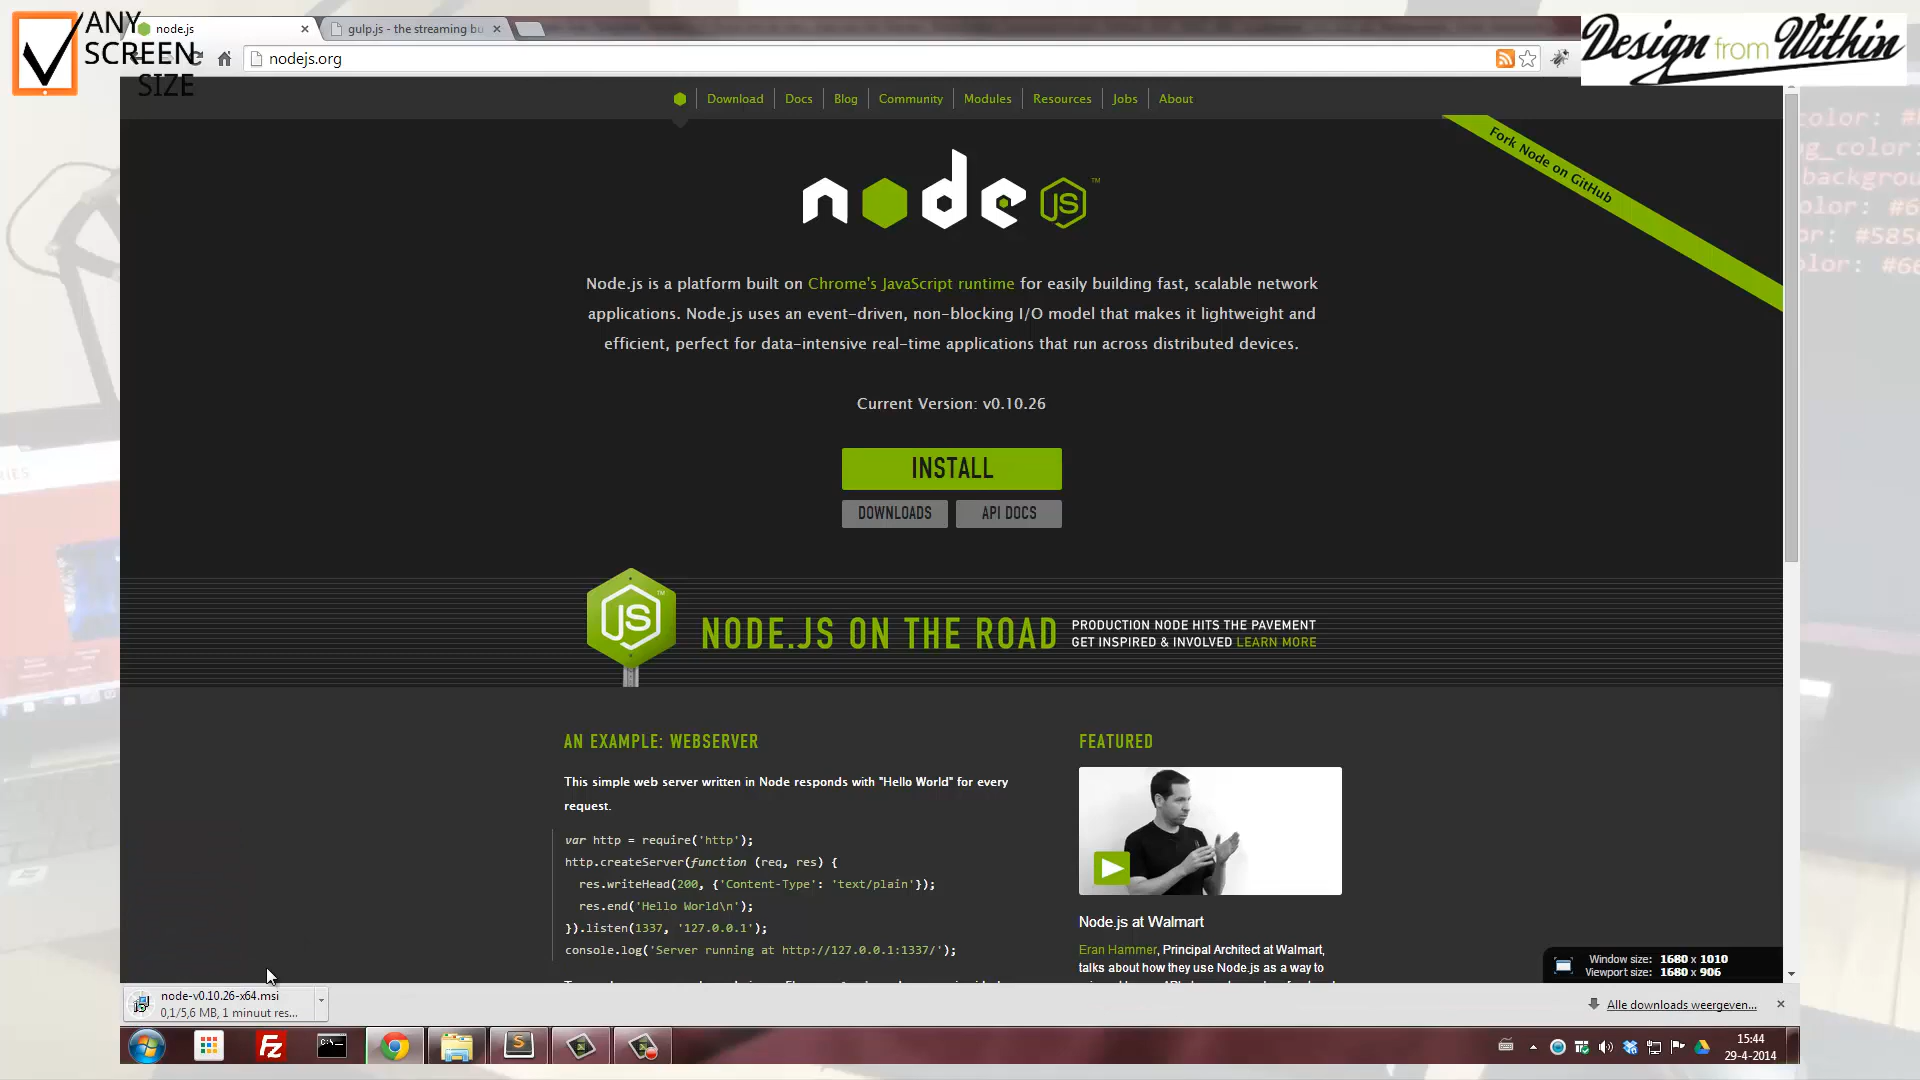 ANY
SCREEN
SIZE
node.js
gulp.js - the streaming bu
Design from Within
nodejs.org
Download
Docs
Blog
Community
Modules
Resources
Jobs
About
Fork Node on GitHub
node JS ™
Node.js is a platform built on Chrome's JavaScript runtime for easily building fast, scalable network
applications. Node.js uses an event-driven, non-blocking I/O model that makes it lightweight and
efficient, perfect for data-intensive real-time applications that run across distributed devices.
Current Version: v0.10.26
INSTALL
DOWNLOADS
API DOCS
JS ™
NODE.JS ON THE ROAD
PRODUCTION NODE HITS THE PAVEMENT
GET INSPIRED & INVOLVED LEARN MORE
AN EXAMPLE: WEBSERVER
This simple web server written in Node responds with "Hello World" for every
request.
var http = require('http');
http.createServer(function (req, res) {
res.writeHead(200, {'Content-Type': 'text/plain'});
res.end('Hello World\n');
}).listen(1337, '127.0.0.1');
console.log('Server running at http://127.0.0.1:1337/');
FEATURED
Node.js at Walmart
Eran Hammer, Principal Architect at Walmart,
talks about how they use Node.js as a way to
Window size: 1680 x 1010
Viewport size: 1680 x 906
node-v0.10.26-x64.msi
0,1/5,6 MB, 1 minuut res...
Alle downloads weergeven...
15:44
29-4-2014